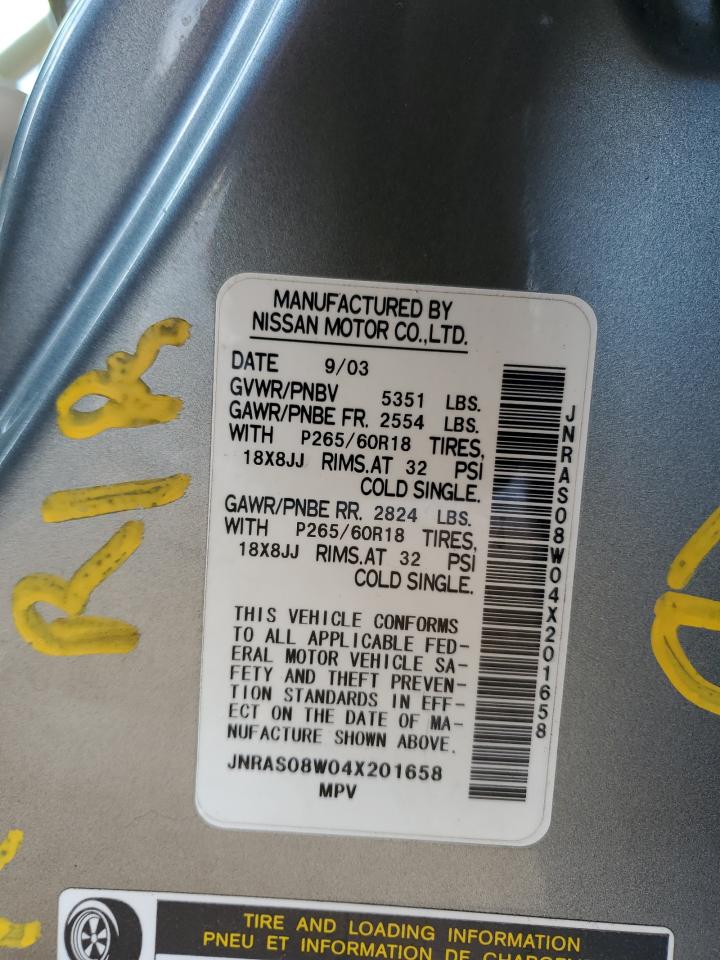 MANUFACTURED BY
NISSAN MOTOR CO.,LTD.
DATE 9/03
GVWR/PNBV 5351 LBS.
GAWR/PNBE FR. 2554 LBS.
WITH P265/60R18 TIRES,
18X8JJ RIMS.AT 32 PSI
COLD SINGLE.
GAWR/PNBE RR. 2824 LBS.
WITH P265/60R18 TIRES,
18X8JJ RIMS.AT 32 PSI
COLD SINGLE.
THIS VEHICLE CONFORMS
TO ALL APPLICABLE FED-
ERAL MOTOR VEHICLE SA-
FETY AND THEFT PREVEN-
TION STANDARDS IN EFF-
ECT ON THE DATE OF MA-
NUFACTURE SHOWN ABOVE.
JNRAS08W04X201658
MPV
JNRAS08W04X201658
R I R
TIRE AND LOADING INFORMATION
PNEU ET INFORMATION DE